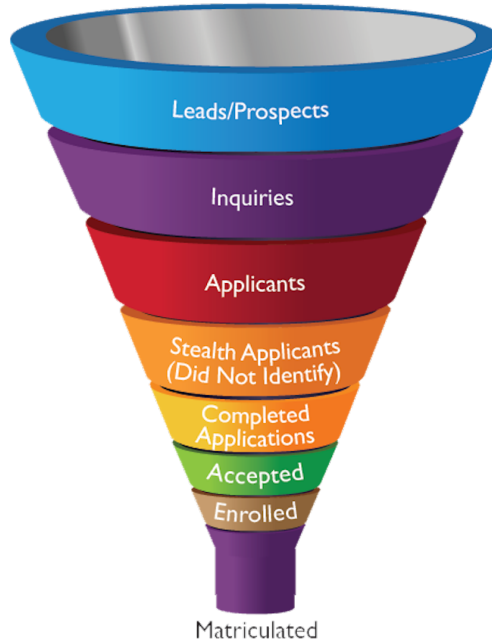 Leads/Prospects
Inquiries
Applicants
Stealth Applicants
(Did Not Identify)
Completed
Applications
Accepted
Enrolled
Matriculated